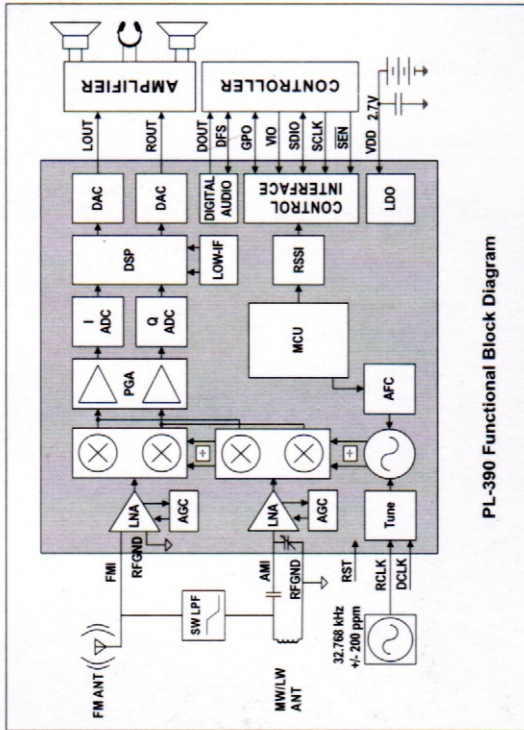 FM ANT
SW LPF
MW/LW
ANT
32.768 kHz
+/- 200 ppm
FMI
RFGND
AMI
RFGND
RST
RCLK
DCLK
LNA
AGC
LNA
AGC
Tune
÷
÷
AFC
PGA
I
ADC
Q
ADC
MCU
DSP
LOW-IF
RSSI
DAC
DAC
DIGITAL
AUDIO
CONTROL
INTERFACE
LDO
LOUT
ROUT
DOUT
DFS
GPO
VIO
SDIO
SCLK
SEN
VDD
2.7V
AMPLIFIER
CONTROLLER
PL-390 Functional Block Diagram